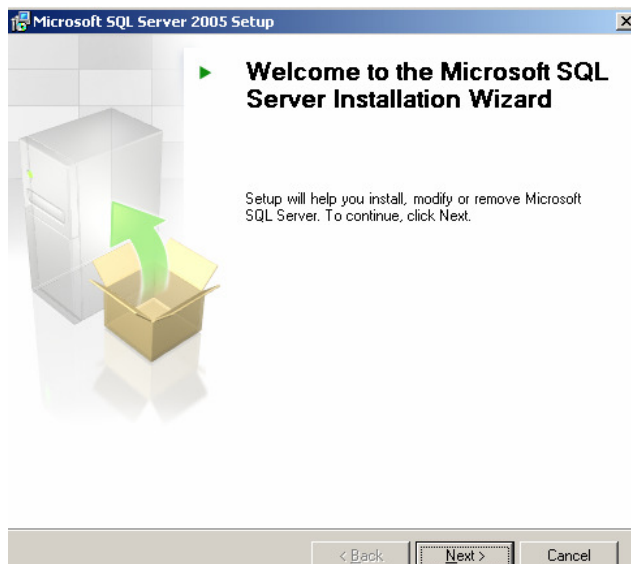 Microsoft SQL Server 2005 Setup
Welcome to the Microsoft SQL
Server Installation Wizard
Setup will help you install, modify or remove Microsoft
SQL Server. To continue, click Next.
< Back
Next >
Cancel